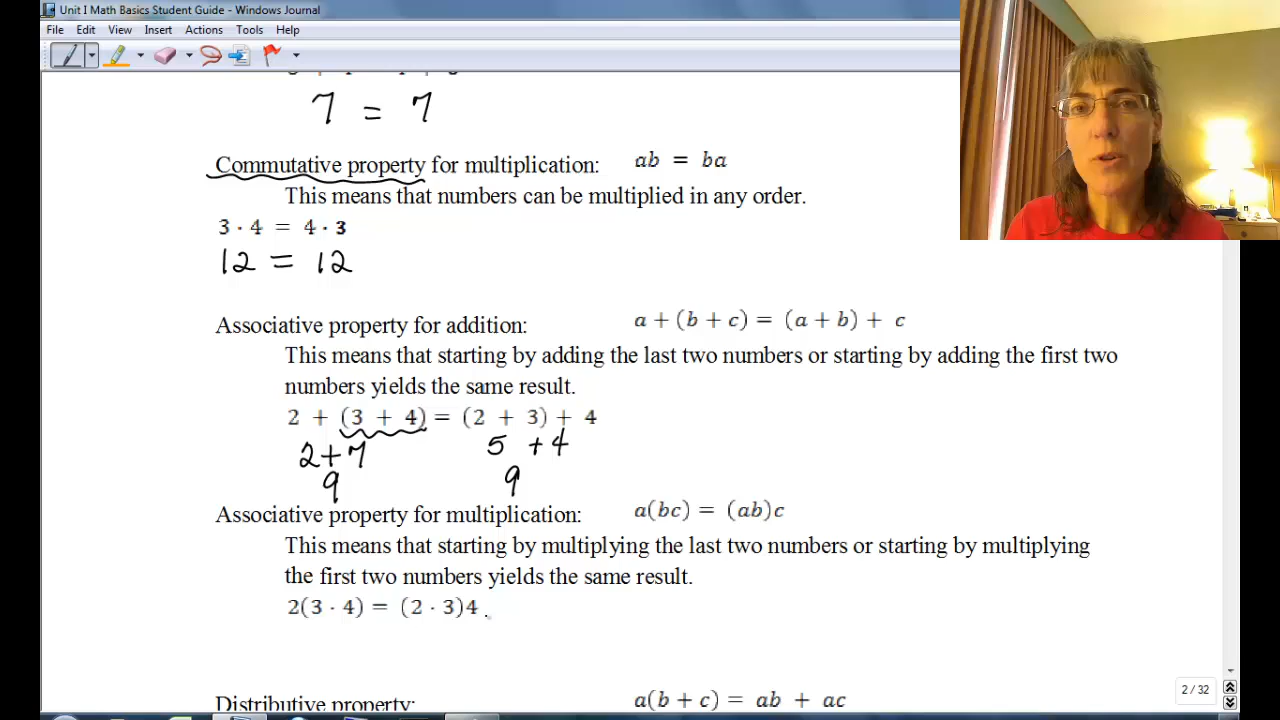 Unit I Math Basics Student Guide - Windows Journal
File Edit View Insert Actions Tools Help
7 = 7
Commutative property for multiplication: ab = ba
This means that numbers can be multiplied in any order.
3 · 4 = 4 · 3
12 = 12
Associative property for addition: a + (b + c) = (a + b) + c
This means that starting by adding the last two numbers or starting by adding the first two
numbers yields the same result.
2 + (3 + 4) = (2 + 3) + 4
2+7 5 +4
9 9
Associative property for multiplication: a(bc) = (ab)c
This means that starting by multiplying the last two numbers or starting by multiplying
the first two numbers yields the same result.
2(3 · 4) = (2 · 3)4
2 / 32
Distributive property: a(b + c) = ab + ac